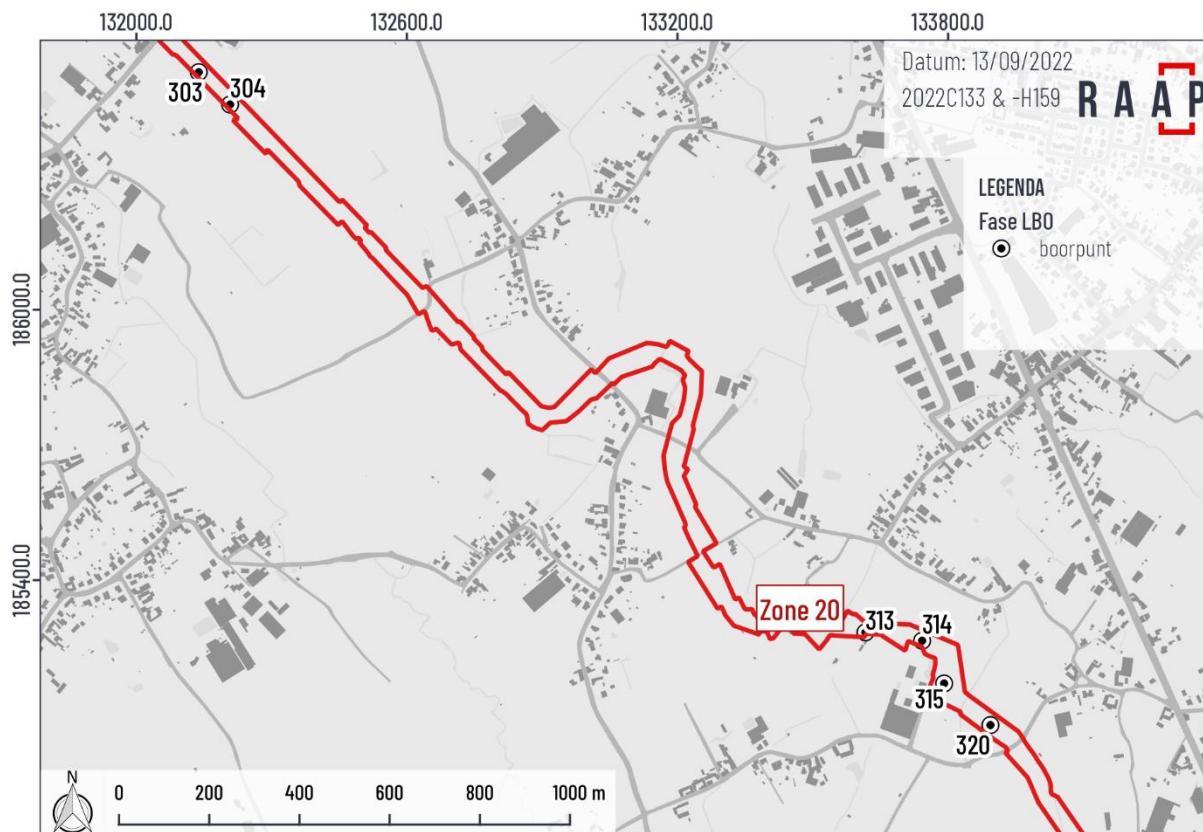 132000.0
132600.0
133200.0
133800.0
Datum: 13/09/2022
2022C133 & -H159
RAAP
LEGENDA
Fase LBO
boorpunt
303
304
186000.0
185400.0
Zone 20
313
314
315
320
N
0 200 400 600 800 1000 m